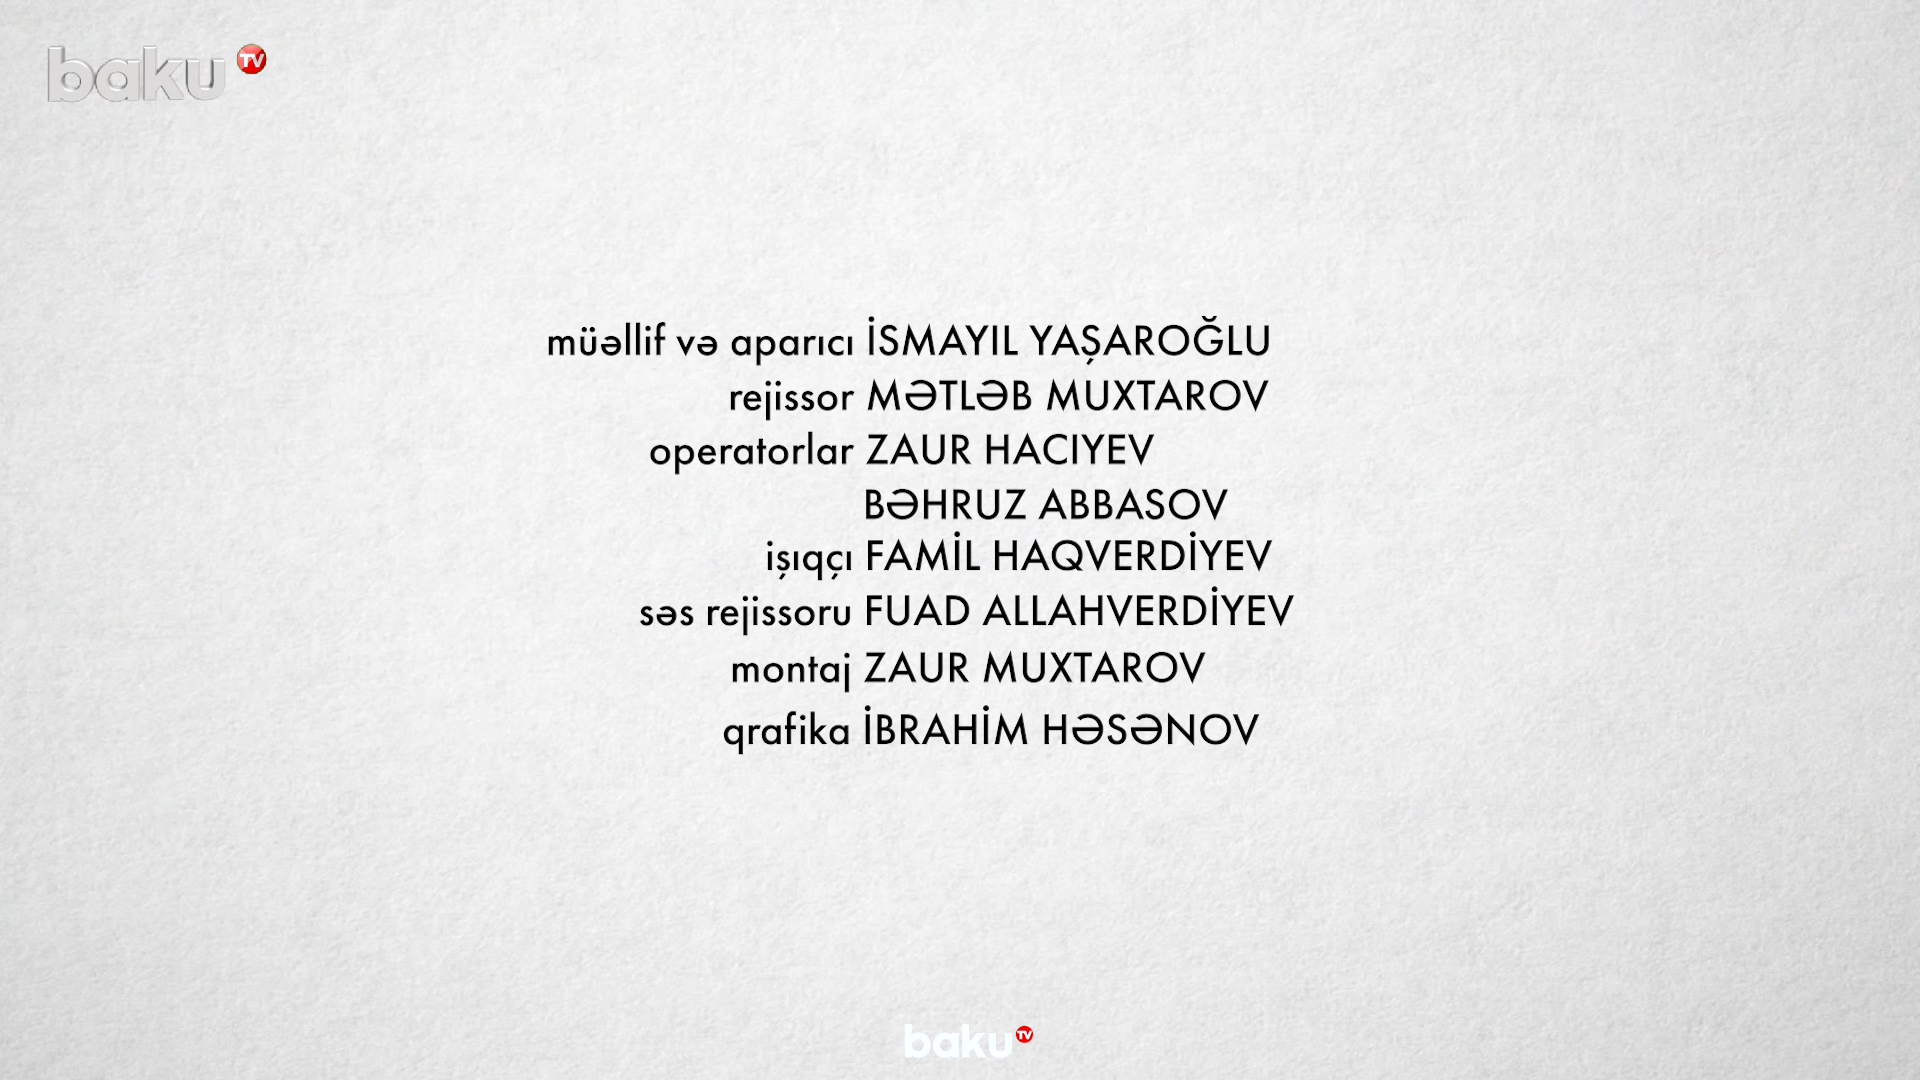 baku TV
müəllif və aparıcı İSMAYIL YAŞAROĞLU
rejissor MƏTLƏB MUXTAROV
operatorlar ZAUR HACIYEV
BƏHRUZ ABBASOV
işıqçı FAMİL HAQVERDİYEV
səs rejissoru FUAD ALLAHVERDİYEV
montaj ZAUR MUXTAROV
qrafika İBRAHİM HƏSƏNOV
baku TV